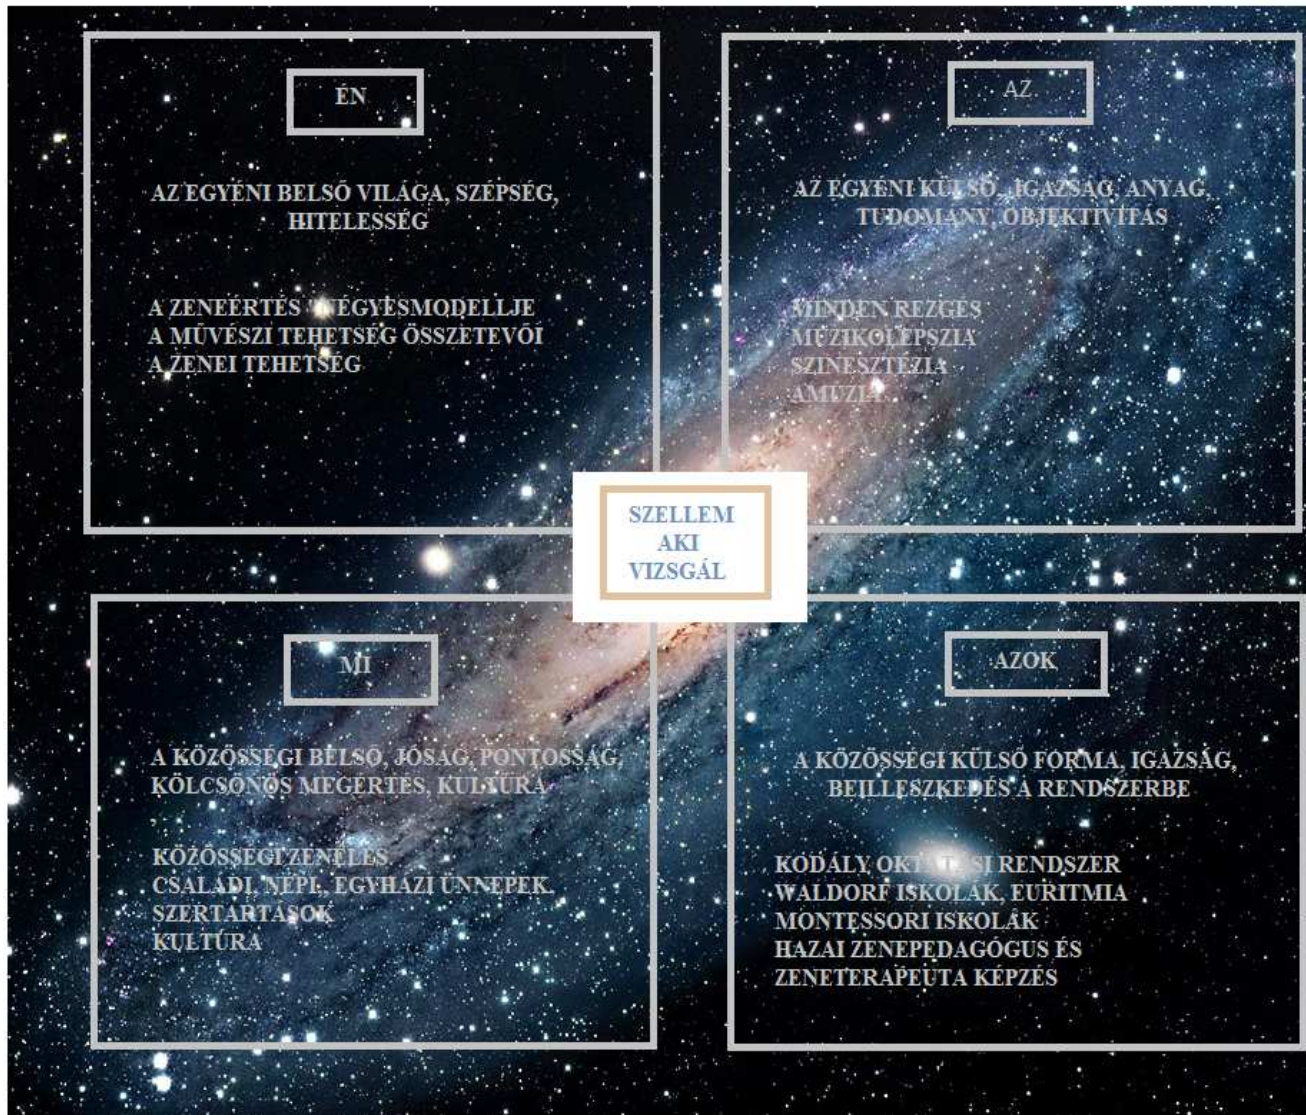 ÉN
AZ EGYÉNI BELSŐ VILÁGA, SZÉPSÉG,
HITELESSÉG
A ZENEÉRTÉS NÉGYESMODELLJE
A MŰVÉSZI TEHETSÉG ÖSSZETEVŐI
A ZENEI TEHETSÉG
AZ.
AZ EGYÉNI KÜLSŐ, IGAZSÁG, ANYAG,
TUDOMÁNY, OBJEKTIVITÁS
MINDEN REZGÉS
MUZIKOLEPSZIA
SZINESZTÉZIA
AMÚZIA
SZELLEM
AKI
VIZSGÁL
MI
A KÖZÖSSÉGI BELSŐ, JÓSÁG, PONTOSSÁG,
KÖLCSÖNÖS MEGÉRTÉS, KULTÚRA
KÖZÖSSÉGI ZENÉLÉS
CSALÁDI, NÉPI, EGYHÁZI ÜNNEPEK,
SZERTARTÁSOK
KULTÚRA
AZOK
A KÖZÖSSÉGI KÜLSŐ FORMA, IGAZSÁG,
BEILLESZKEDÉS A RENDSZERBE
KODÁLY OKTATÁSI RENDSZER
WALDORF ISKOLÁK, EURITMIA
MONTESSORI ISKOLÁK
HAZAI ZENEPEDAGÓGUS ÉS
ZENETERAPEUTA KÉPZÉS